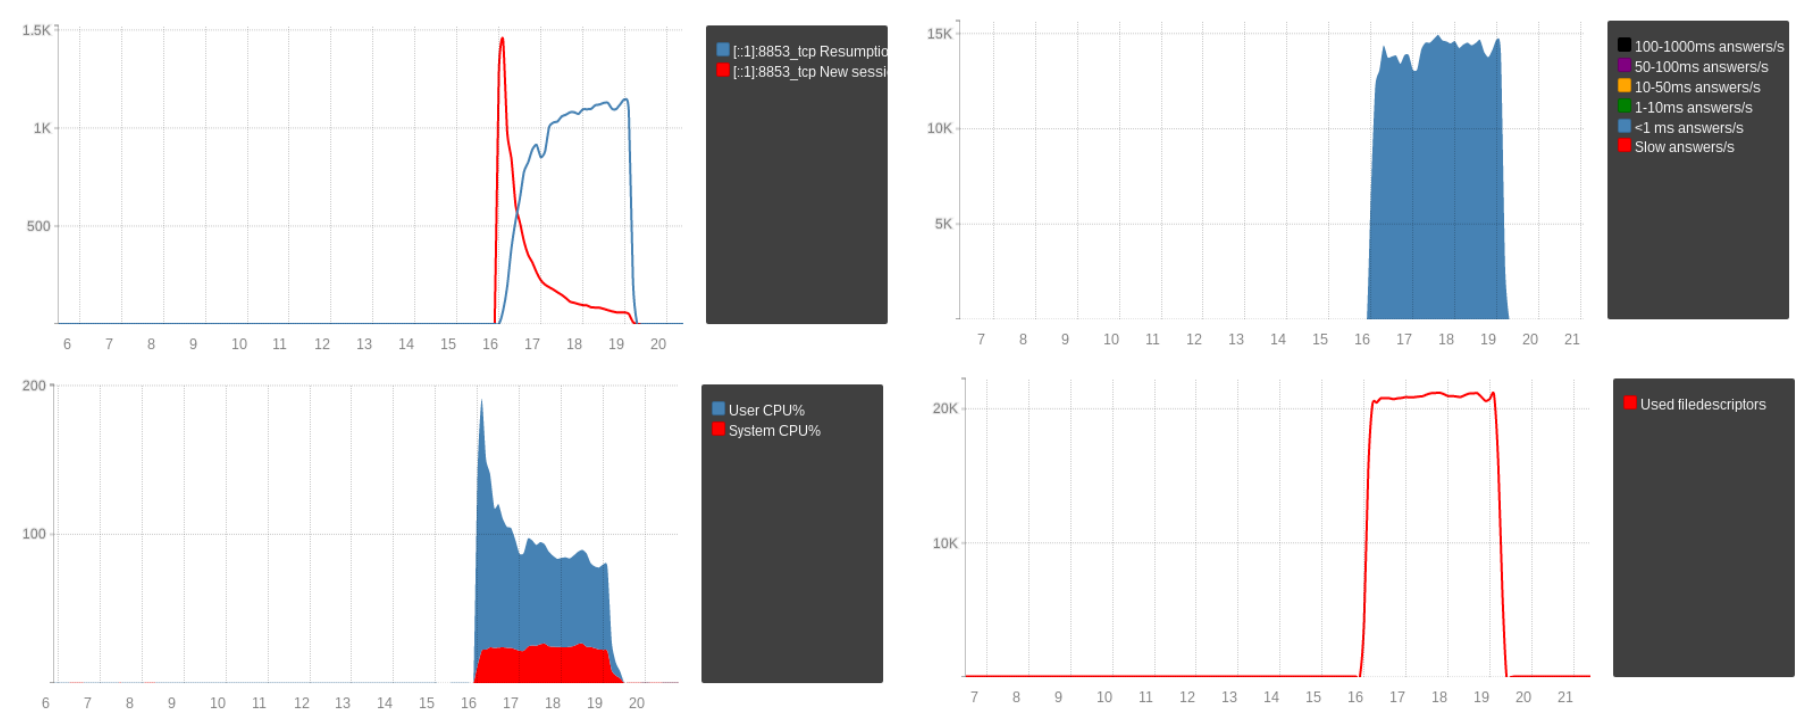 1.5K
1K
500
6 7 8 9 10 11 12 13 14 15 16 17 18 19 20
[::1]:8853_tcp Resumptio
[::1]:8853_tcp New sessi
15K
10K
5K
7 8 9 10 11 12 13 14 15 16 17 18 19 20 21
100-1000ms answers/s
50-100ms answers/s
10-50ms answers/s
1-10ms answers/s
<1 ms answers/s
Slow answers/s
200
100
6 7 8 9 10 11 12 13 14 15 16 17 18 19 20
User CPU%
System CPU%
20K
10K
7 8 9 10 11 12 13 14 15 16 17 18 19 20 21
Used filedescriptors